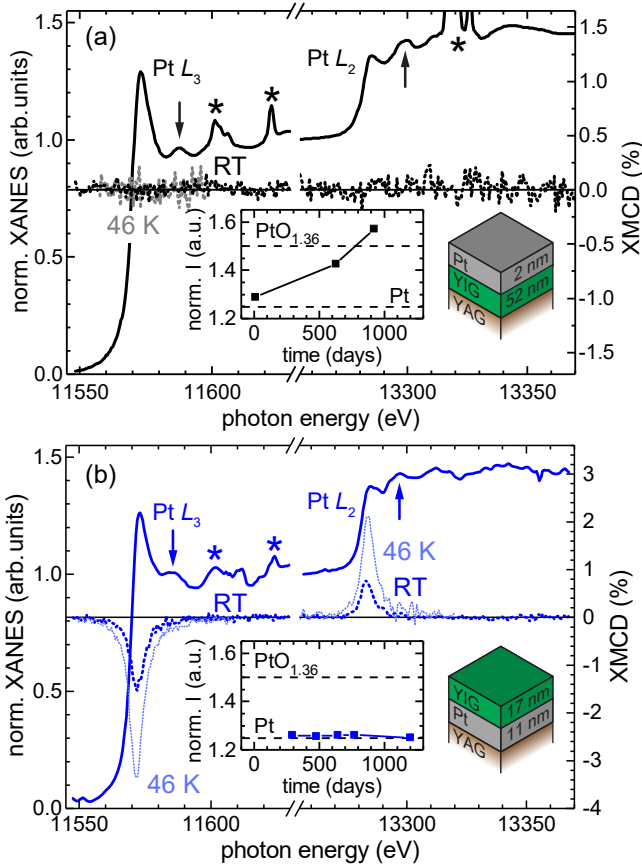 (a)
norm. XANES (arb.units)
1.5
1.0
0.5
0.0
Pt L3
*
*
RT
46 K
Pt L2
*
1.5
1.0
0.5
0.0
-0.5
-1.0
-1.5
XMCD (%)
norm. I (a.u.)
1.6
1.4
1.2
PtO1.36
Pt
0
500
1000
time (days)
Pt
2 nm
YIG
52 nm
YAG
11550
11600
13300
13350
photon energy (eV)
(b)
norm. XANES (arb.units)
1.5
1.0
0.5
0.0
Pt L3
*
*
RT
46 K
Pt L2
46 K
RT
3
2
1
0
-1
-2
-3
-4
XMCD (%)
norm. I (a.u.)
1.6
1.4
1.2
PtO1.36
Pt
0
500
1000
time (days)
YIG
17 nm
Pt
11 nm
YAG
11550
11600
13300
13350
photon energy (eV)